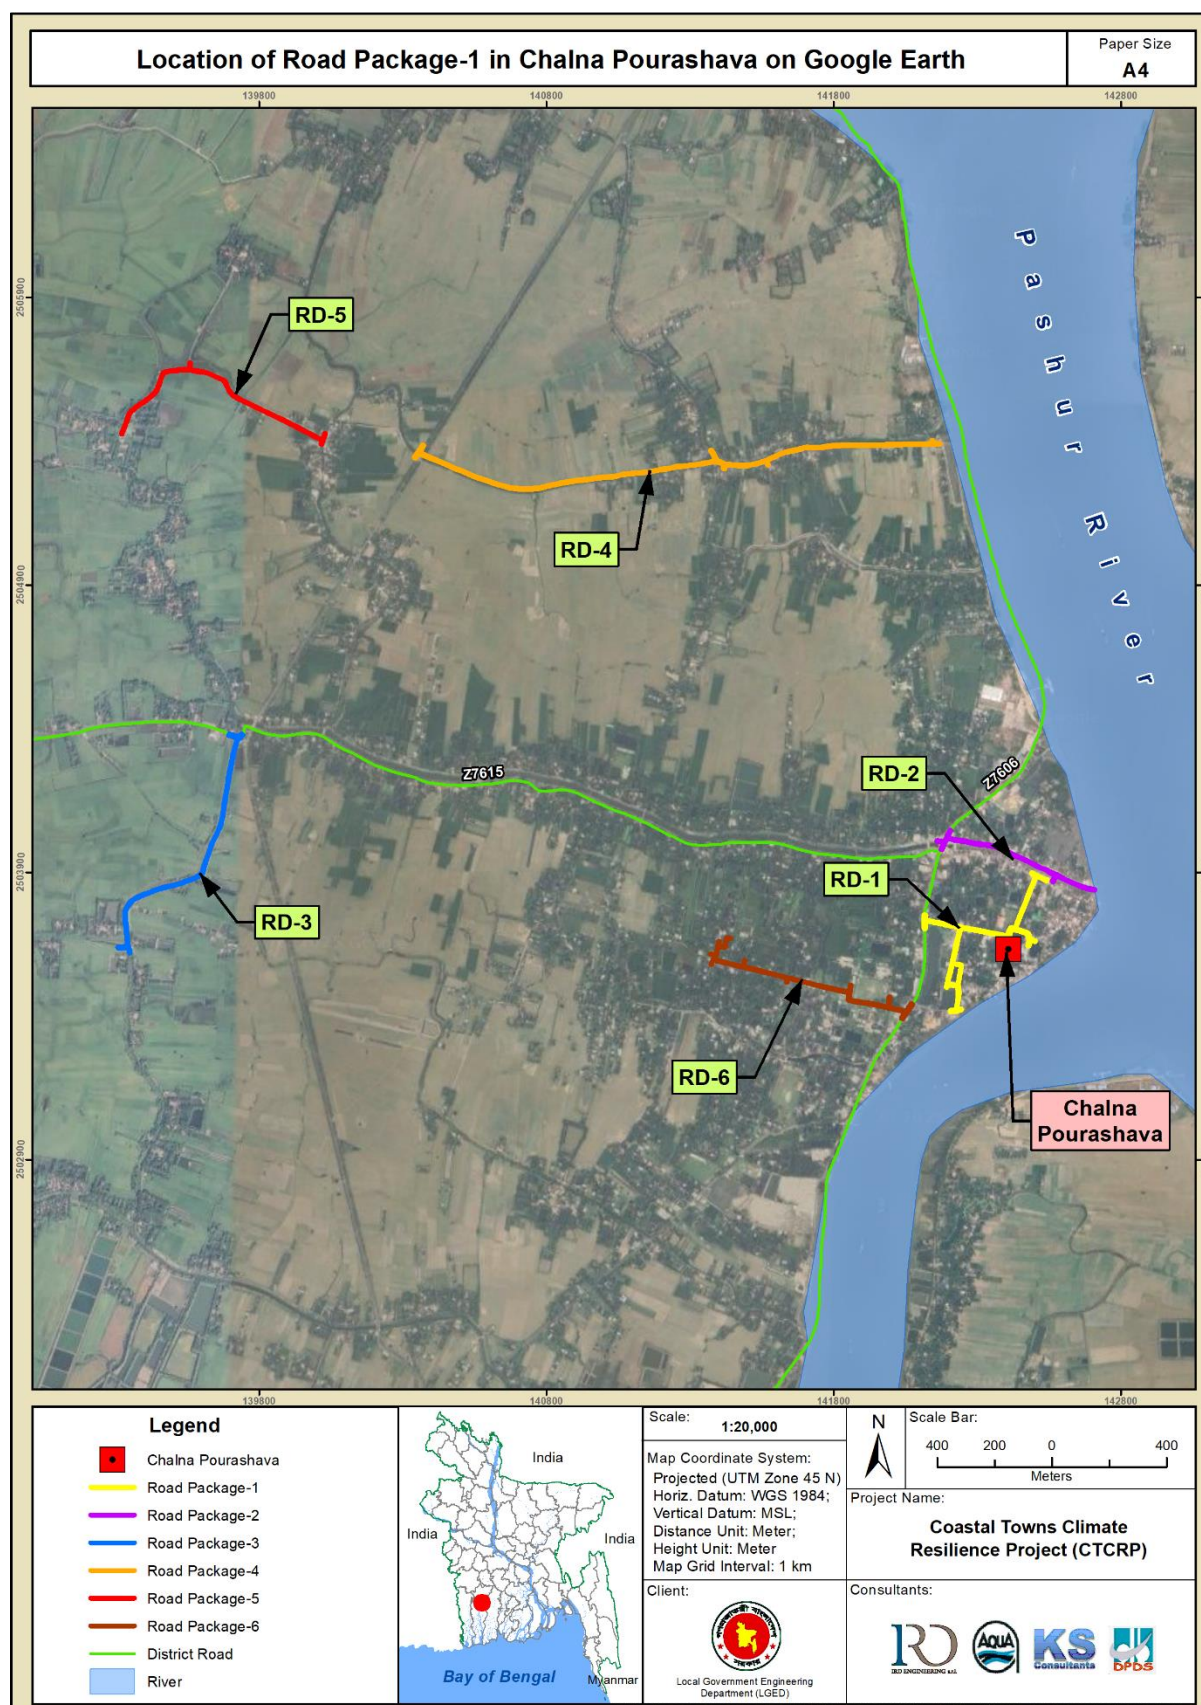 Location of Road Package-1 in Chalna Pourashava on Google Earth
Paper Size
A4
139800
140800
141800
142800
2505900
2504900
2503900
2502900
Pashur River
RD-5
RD-4
Z7615
Z7606
RD-2
RD-1
RD-3
RD-6
Chalna
Pourashava
139800
140800
141800
142800
Legend
Chalna Pourashava
Road Package-1
Road Package-2
Road Package-3
Road Package-4
Road Package-5
Road Package-6
District Road
River
India
India
India
Bay of Bengal
Myanmar
Scale:
1:20,000
Map Coordinate System:
Projected (UTM Zone 45 N)
Horiz. Datum: WGS 1984;
Vertical Datum: MSL;
Distance Unit: Meter;
Height Unit: Meter
Map Grid Interval: 1 km
Client:
Local Government Engineering
Department (LGED)
N
Scale Bar:
400 200 0 400
Meters
Project Name:
Coastal Towns Climate
Resilience Project (CTCRP)
Consultants:
IRD
IRD ENGINEERING s.r.l.
AQUA
KS
Consultants
DPDS